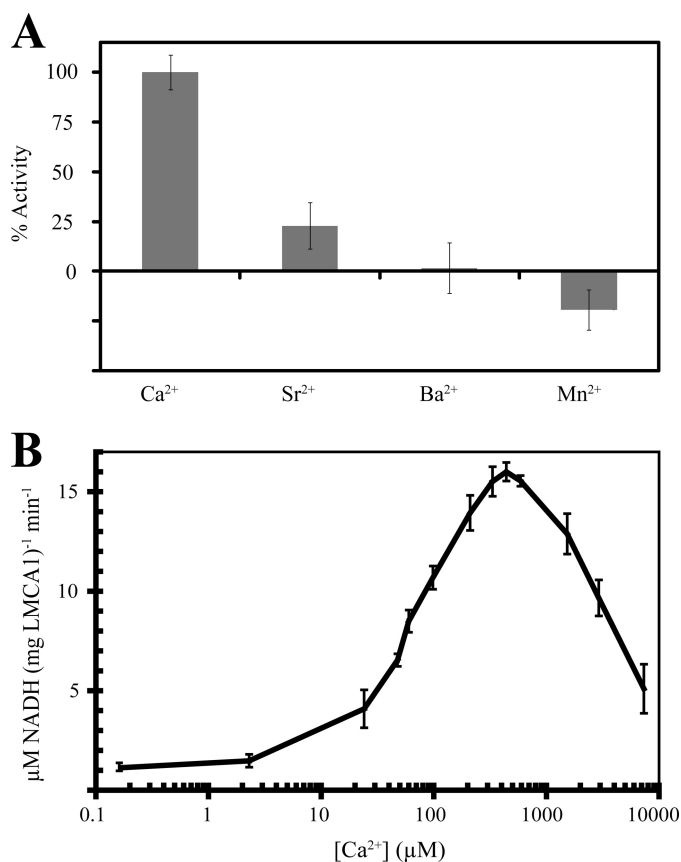 A
% Activity
100
75
50
25
0
Ca²⁺ Sr²⁺ Ba²⁺ Mn²⁺
B
µM NADH (mg LMCA1)⁻¹ min⁻¹
15
10
5
0.1 1 10 100 1000 10000
[Ca²⁺] (µM)